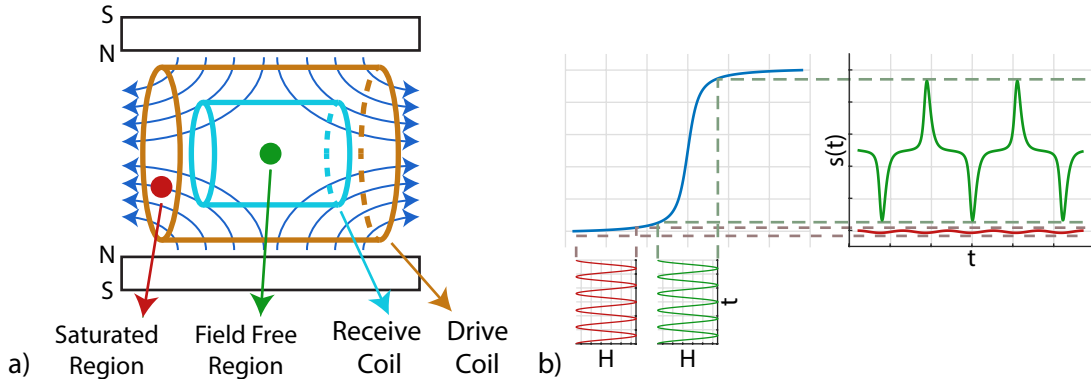 S
N
N
S
Saturated
Region
Field Free
Region
Receive
Coil
Drive
Coil
a)
s(t)
t
t
H
H
b)